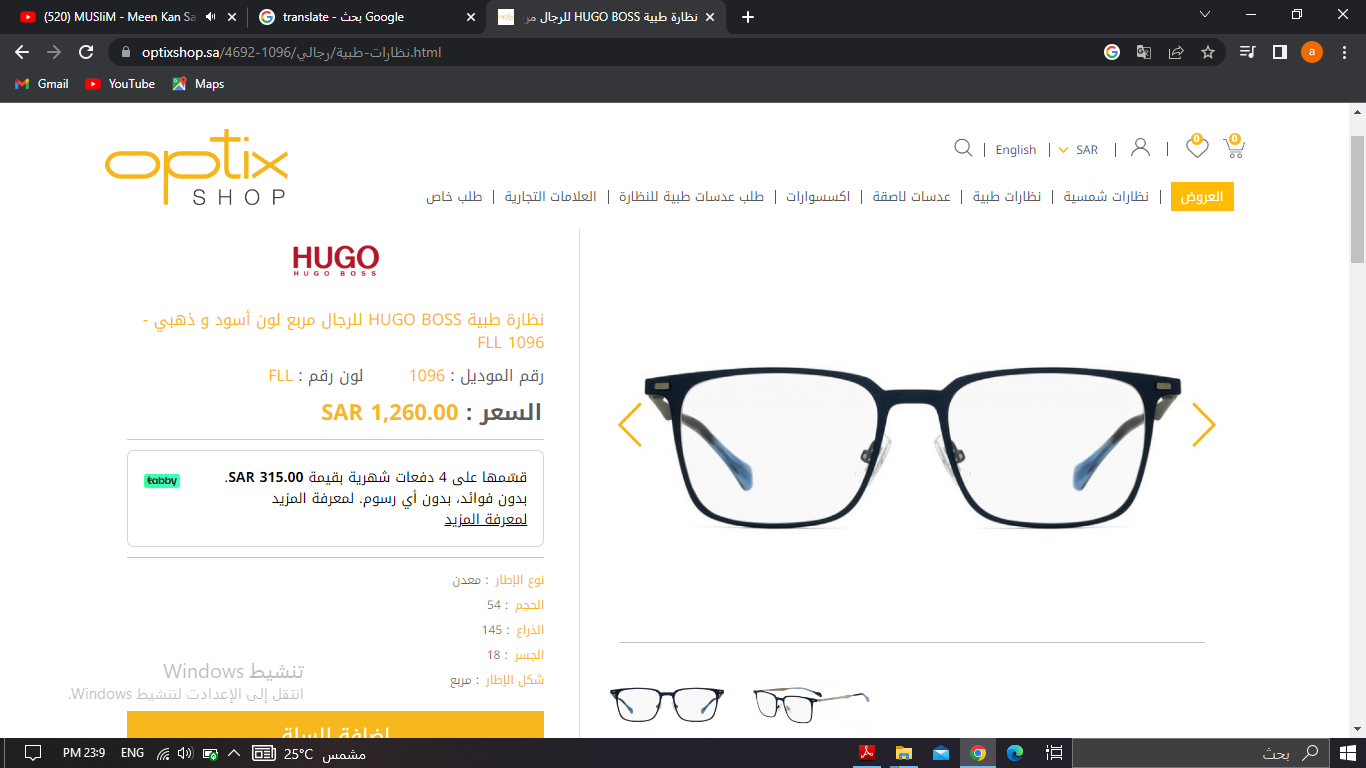 (520) MUSliM - Meen Kan Sa
translate - بحث Google
نظارة طبية HUGO BOSS للرجال مر
optixshop.sa/4692-1096/نظارات-طبية/رجالي.html
a
Gmail
YouTube
Maps
optix
SHOP
English
SAR
0
0
العروض
نظارات شمسية
نظارات طبية
عدسات لاصقة
اكسسوارات
طلب عدسات طبية للنظارة
العلامات التجارية
طلب خاص
HUGO
HUGO BOSS
نظارة طبية HUGO BOSS للرجال مربع لون أسود و ذهبي -
FLL 1096
رقم الموديل : 1096 لون رقم : FLL
السعر : SAR 1,260.00
tabby
قسّمها على 4 دفعات شهرية بقيمة SAR 315.00.
بدون فوائد، بدون أي رسوم. لمعرفة المزيد
لمعرفة المزيد
نوع الإطار : معدن
الحجم : 54
الذراع : 145
الجسر : 18
شكل الإطار : مربع
تنشيط Windows
انتقل إلى الإعدادت لتنشيط Windows.
اضافة للسلة
PM 23:9
ENG
25°C مشمس
بحث